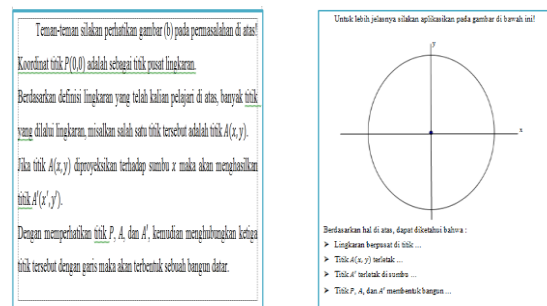 Teman-teman silakan perhatikan gambar (b) pada permasalahan di atas!
Koordinat titik P(0,0) adalah sebagai titik pusat lingkaran.
Berdasarkan definisi lingkaran yang telah kalian pelajari di atas, banyak titik
yang dilalui lingkaran, misalkan salah satu titik tersebut adalah titik A(x, y).
Jika titik A(x, y) diproyeksikan terhadap sumbu x maka akan menghasilkan
titik A'(x', y').
Dengan memperhatikan titik P, A, dan A', kemudian menghubungkan ketiga
titik tersebut dengan garis maka akan terbentuk sebuah bangun datar.
Untuk lebih jelasnya silakan aplikasikan pada gambar di bawah ini!
y
x
Berdasarkan hal di atas, dapat diketahui bahwa :
➤ Lingkaran berpusat di titik ...
➤ Titik A(x, y) terletak ...
➤ Titik A' terletak di sumbu ...
➤ Titik P, A, dan A' membentuk bangun ...